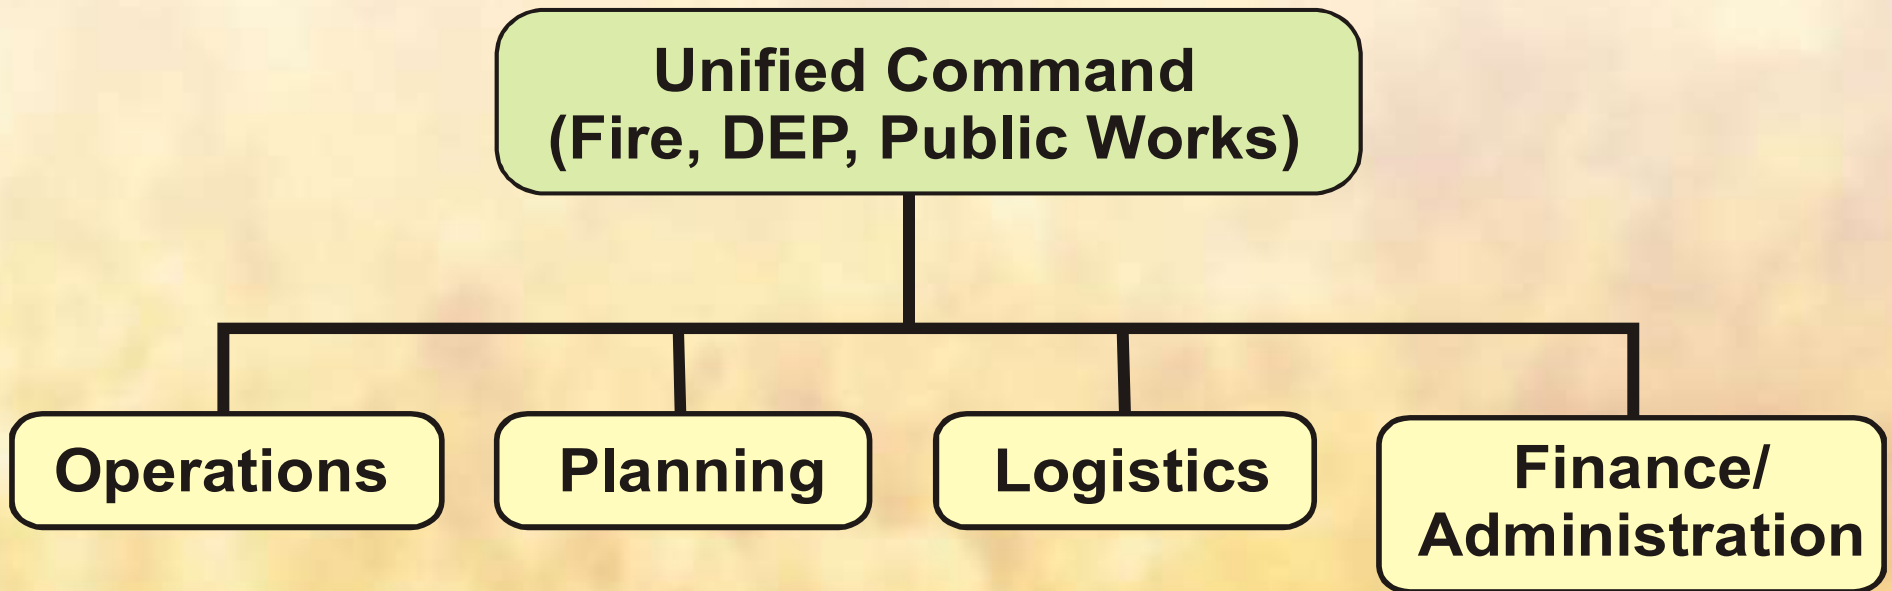 Unified Command
(Fire, DEP, Public Works)
Operations
Planning
Logistics
Finance/
Administration